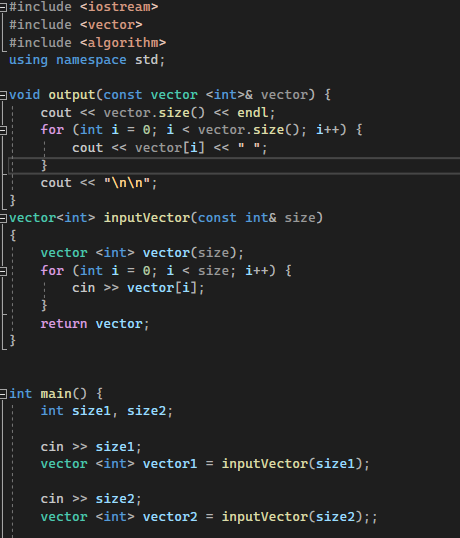 #include <iostream>
#include <vector>
#include <algorithm>
using namespace std;

void output(const vector <int>& vector) {
    cout << vector.size() << endl;
    for (int i = 0; i < vector.size(); i++) {
        cout << vector[i] << " ";
    }
    cout << "\n\n";
}
vector<int> inputVector(const int& size)
{
    vector <int> vector(size);
    for (int i = 0; i < size; i++) {
        cin >> vector[i];
    }
    return vector;
}

int main() {
    int size1, size2;

    cin >> size1;
    vector <int> vector1 = inputVector(size1);

    cin >> size2;
    vector <int> vector2 = inputVector(size2);;